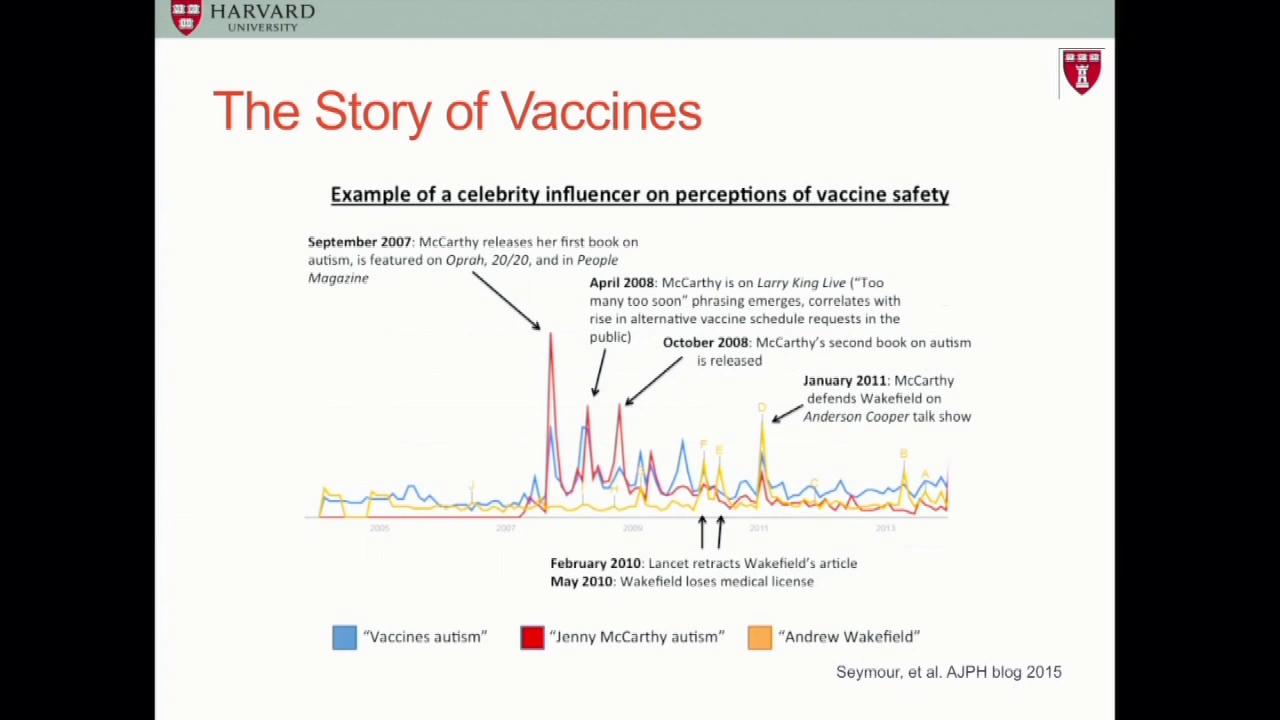 HARVARD
UNIVERSITY
The Story of Vaccines
Example of a celebrity influencer on perceptions of vaccine safety
September 2007: McCarthy releases her first book on
autism, is featured on Oprah, 20/20, and in People
Magazine
April 2008: McCarthy is on Larry King Live (“Too
many too soon” phrasing emerges, correlates with
rise in alternative vaccine schedule requests in the
public)
October 2008: McCarthy’s second book on autism
is released
January 2011: McCarthy
defends Wakefield on
Anderson Cooper talk show
D
F
E
B
A
C
J
H
2005
2007
2009
2011
2013
February 2010: Lancet retracts Wakefield’s article
May 2010: Wakefield loses medical license
“Vaccines autism”
“Jenny McCarthy autism”
“Andrew Wakefield”
Seymour, et al. AJPH blog 2015